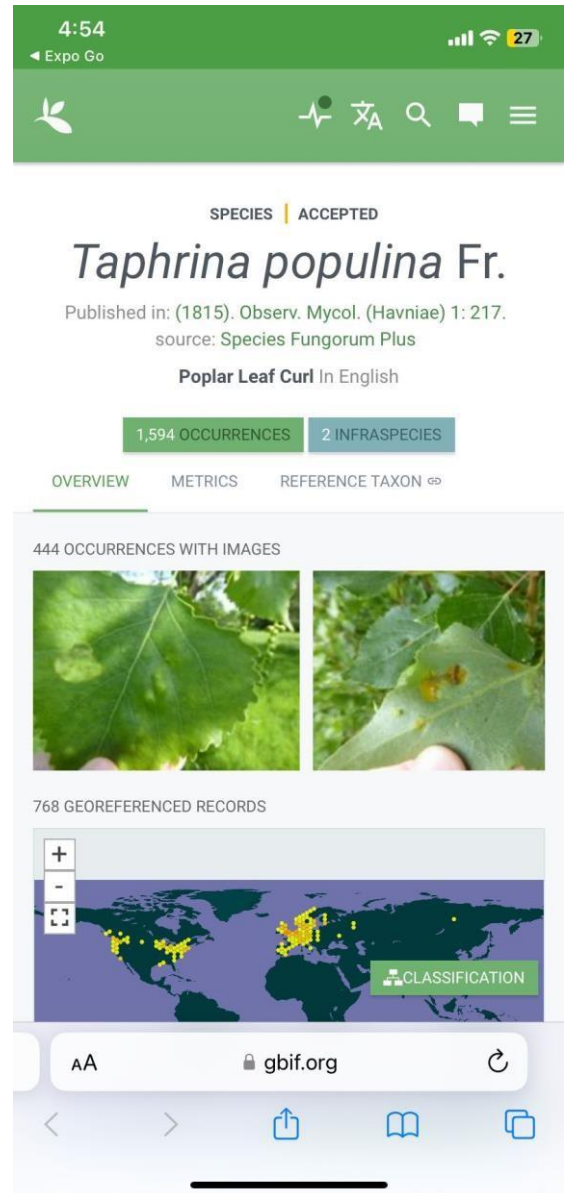 4:54
27
◄ Expo Go
SPECIES | ACCEPTED
Taphrina populina Fr.
Published in: (1815). Observ. Mycol. (Havniae) 1: 217.
source: Species Fungorum Plus
Poplar Leaf Curl In English
1,594 OCCURRENCES 2 INFRASPECIES
OVERVIEW METRICS REFERENCE TAXON
444 OCCURRENCES WITH IMAGES
768 GEOREFERENCED RECORDS
+
-
CLASSIFICATION
AA gbif.org